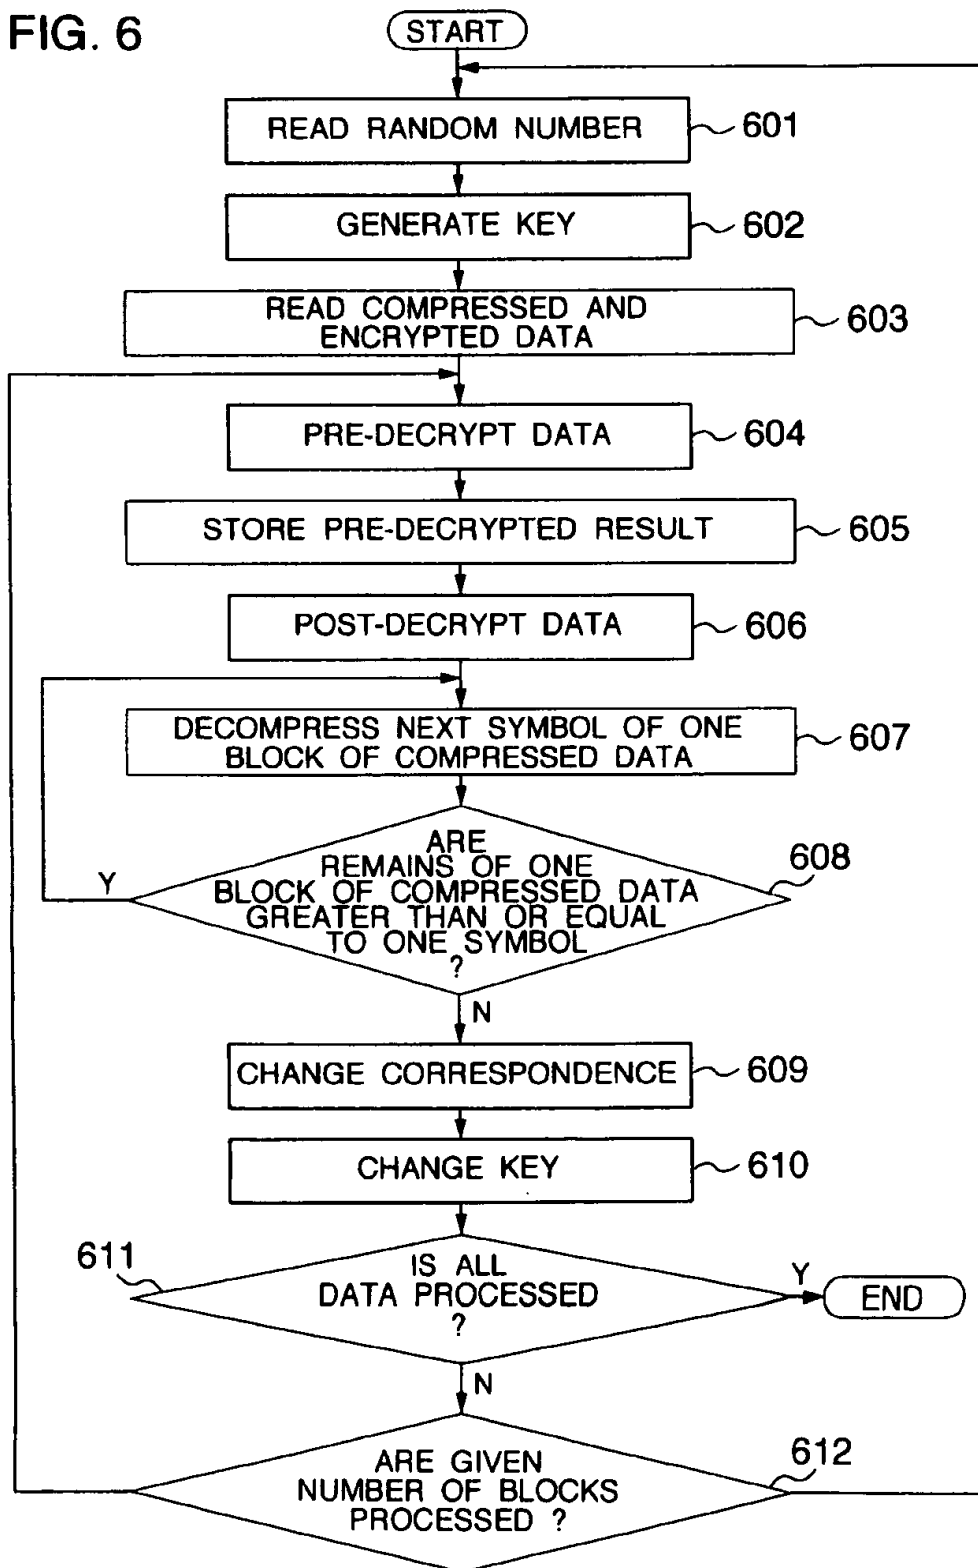 FIG. 6
START
READ RANDOM NUMBER
601
GENERATE KEY
602
READ COMPRESSED AND
ENCRYPTED DATA
603
PRE-DECRYPT DATA
604
STORE PRE-DECRYPTED RESULT
605
POST-DECRYPT DATA
606
DECOMPRESS NEXT SYMBOL OF ONE
BLOCK OF COMPRESSED DATA
607
ARE
REMAINS OF ONE
BLOCK OF COMPRESSED DATA
GREATER THAN OR EQUAL
TO ONE SYMBOL
?
608
Y
N
CHANGE CORRESPONDENCE
609
CHANGE KEY
610
611
IS ALL
DATA PROCESSED
?
Y
END
N
ARE GIVEN
NUMBER OF BLOCKS
PROCESSED ?
612